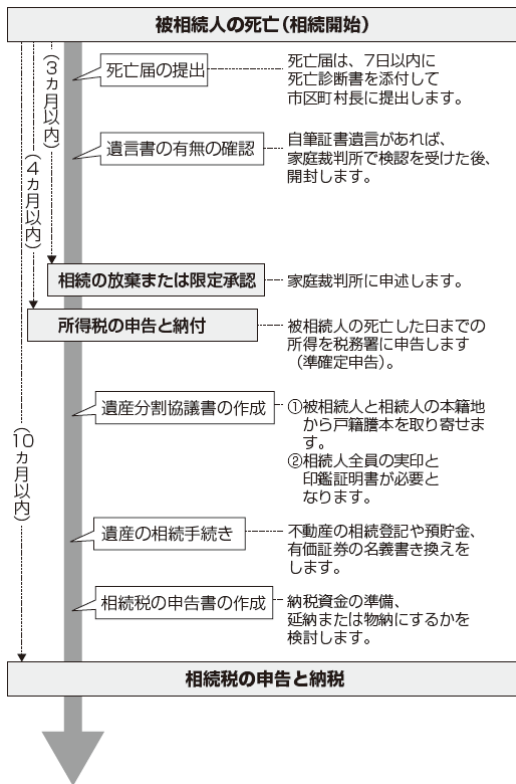 被相続人の死亡(相続開始)
(3ヵ月以内)
(4ヵ月以内)
(10ヵ月以内)
死亡届の提出
死亡届は、7日以内に
死亡診断書を添付して
市区町村長に提出します。
遺言書の有無の確認
自筆証書遺言があれば、
家庭裁判所で検認を受けた後、
開封します。
相続の放棄または限定承認
家庭裁判所に申述します。
所得税の申告と納付
被相続人の死亡した日までの
所得を税務署に申告します
(準確定申告)。
遺産分割協議書の作成
①被相続人と相続人の本籍地
から戸籍謄本を取り寄せま
す。
②相続人全員の実印と
印鑑証明書が必要と
なります。
遺産の相続手続き
不動産の相続登記や預貯金、
有価証券の名義書き換えを
します。
相続税の申告書の作成
納税資金の準備、
延納または物納にするかを
検討します。
相続税の申告と納税